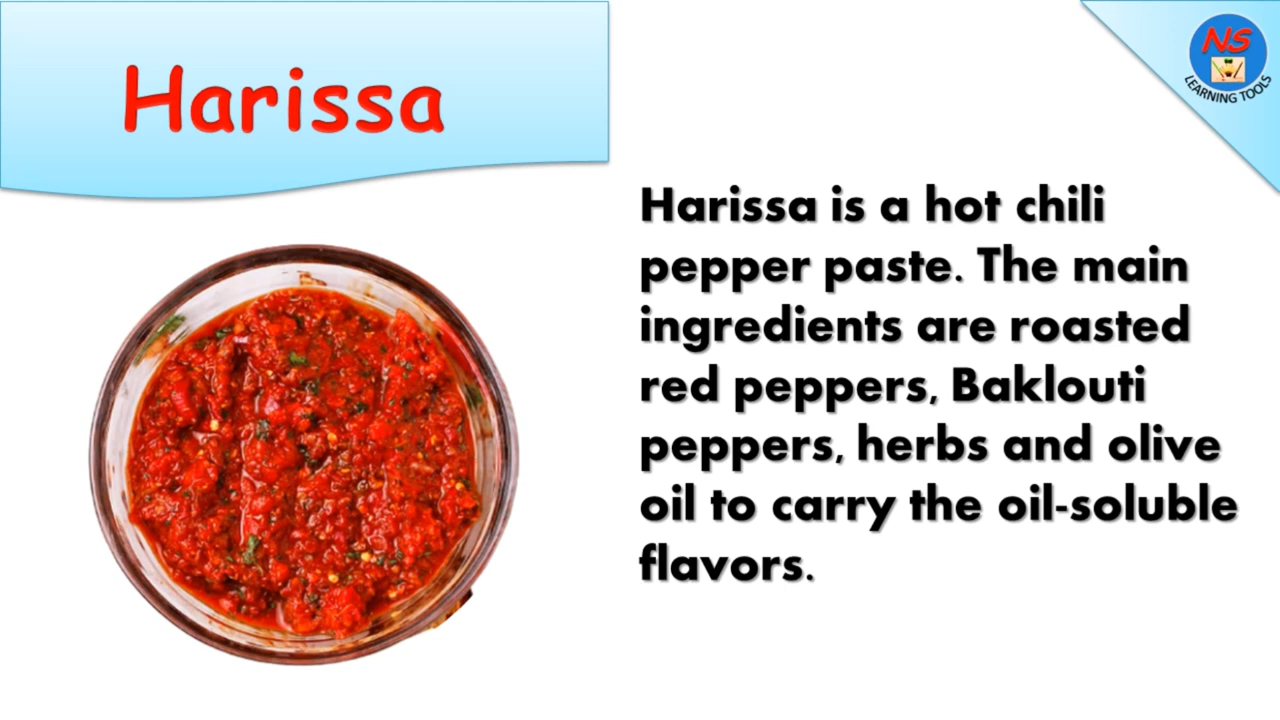 Harissa
NS
LEARNING TOOLS
Harissa is a hot chili
pepper paste. The main
ingredients are roasted
red peppers, Baklouti
peppers, herbs and olive
oil to carry the oil-soluble
flavors.